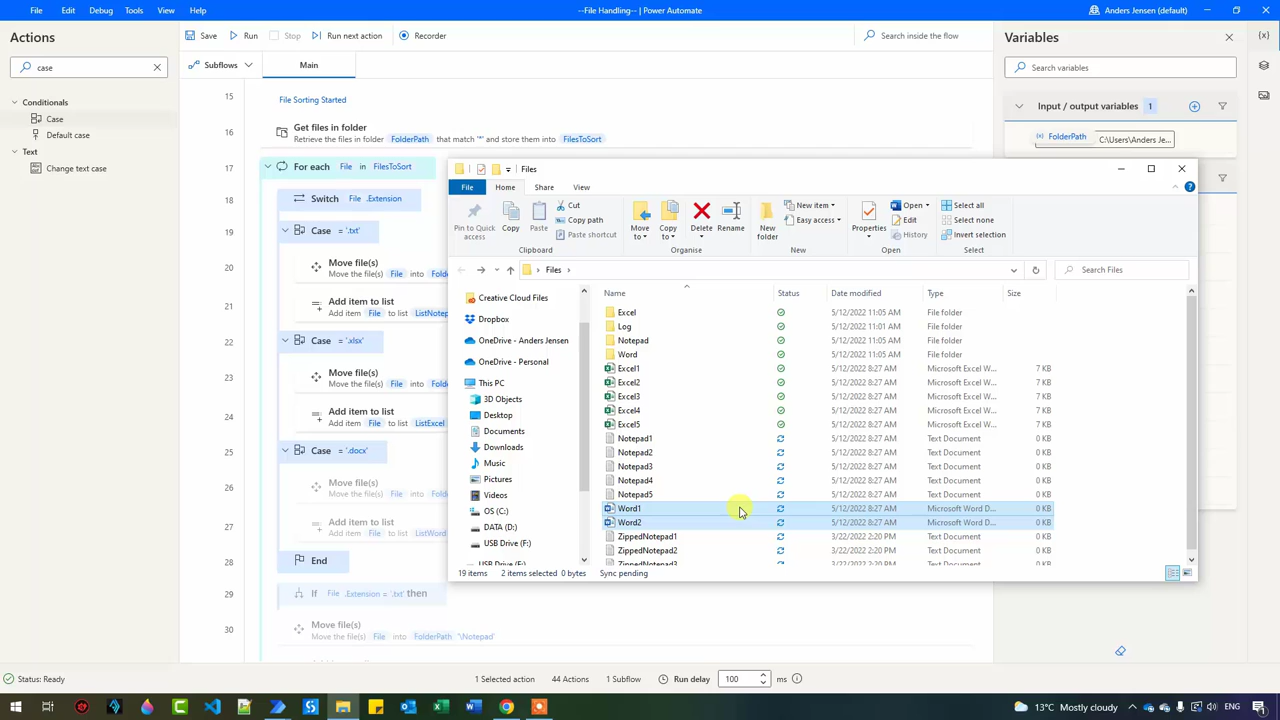 File Edit Debug Tools View Help --File Handling-- | Power Automate Anders Jensen (default)
Actions
case
Conditionals
Case
Default case
Text
Change text case
Save Run Stop Run next action Recorder Search inside the flow
Subflows Main
15 File Sorting Started
16 Get files in folder
Retrieve the files in folder FolderPath that match '*' and store them into FilesToSort
17 For each File in FilesToSort
18 Switch File .Extension
19 Case = '.txt'
20 Move file(s)
Move the file(s) File into
21 Add item to list
Add item File to list
22 Case = '.xlsx'
23 Move file(s)
Move the file(s) File into
24 Add item to list
Add item File to list ListExcel
25 Case = '.docx'
26 Move file(s)
Move the file(s) File into
27 Add item to list
Add item File to list ListWord
28 End
29 If File .Extension = '.txt' then
30 Move file(s)
Move the file(s) File into FolderPath '\Notepad'
Variables
Search variables
Input / output variables 1
FolderPath C:\Users\Anders Je...
Files
File Home Share View
Pin to Quick access
Copy
Paste
Cut
Copy path
Paste shortcut
Clipboard
Move to
Copy to
Delete
Rename
Organise
New folder
New item
Easy access
New
Properties
Open
Edit
History
Open
Select all
Select none
Invert selection
Select
Files Search Files
Creative Cloud Files
Dropbox
OneDrive - Anders Jensen
OneDrive - Personal
This PC
3D Objects
Desktop
Documents
Downloads
Music
Pictures
Videos
OS (C:)
DATA (D:)
USB Drive (F:)
USB Drive (F:)
Name Status Date modified Type Size
Excel 5/12/2022 11:05 AM File folder
Log 5/12/2022 11:01 AM File folder
Notepad 5/12/2022 11:05 AM File folder
Word 5/12/2022 11:05 AM File folder
Excel1 5/12/2022 8:27 AM Microsoft Excel W... 7 KB
Excel2 5/12/2022 8:27 AM Microsoft Excel W... 7 KB
Excel3 5/12/2022 8:27 AM Microsoft Excel W... 7 KB
Excel4 5/12/2022 8:27 AM Microsoft Excel W... 7 KB
Excel5 5/12/2022 8:27 AM Microsoft Excel W... 7 KB
Notepad1 5/12/2022 8:27 AM Text Document 0 KB
Notepad2 5/12/2022 8:27 AM Text Document 0 KB
Notepad3 5/12/2022 8:27 AM Text Document 0 KB
Notepad4 5/12/2022 8:27 AM Text Document 0 KB
Notepad5 5/12/2022 8:27 AM Text Document 0 KB
Word1 5/12/2022 8:27 AM Microsoft Word D... 0 KB
Word2 5/12/2022 8:27 AM Microsoft Word D... 0 KB
ZippedNotepad1 3/22/2022 2:20 PM Text Document 0 KB
ZippedNotepad2 3/22/2022 2:20 PM Text Document 0 KB
ZippedNotepad3 3/22/2022 2:20 PM Text Document 0 KB
19 items 2 items selected 0 bytes Sync pending
Status: Ready 1 Selected action 44 Actions 1 Subflow Run delay 100 ms
13°C Mostly cloudy ENG